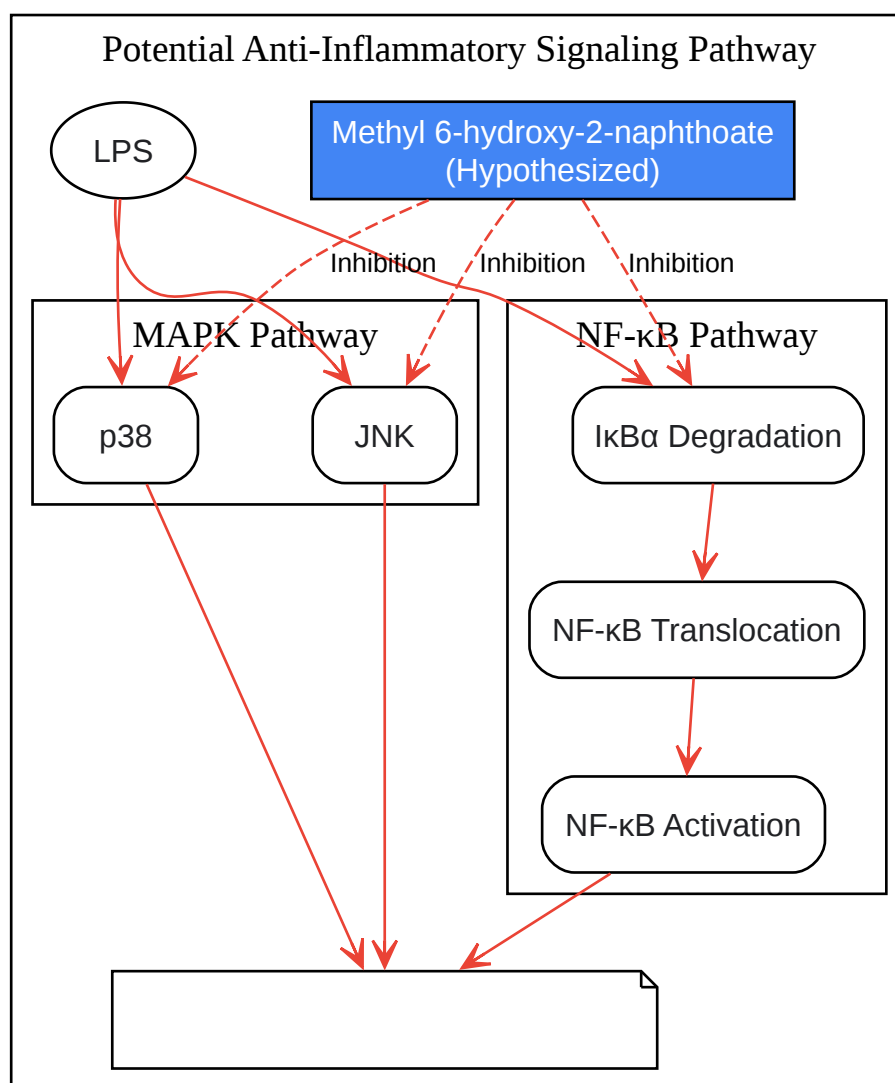 Potential Anti-Inflammatory Signaling Pathway
LPS
Methyl 6-hydroxy-2-naphthoate
(Hypothesized)
Inhibition
Inhibition
Inhibition
MAPK Pathway
NF-κB Pathway
p38
JNK
IκBα Degradation
NF-κB Translocation
NF-κB Activation